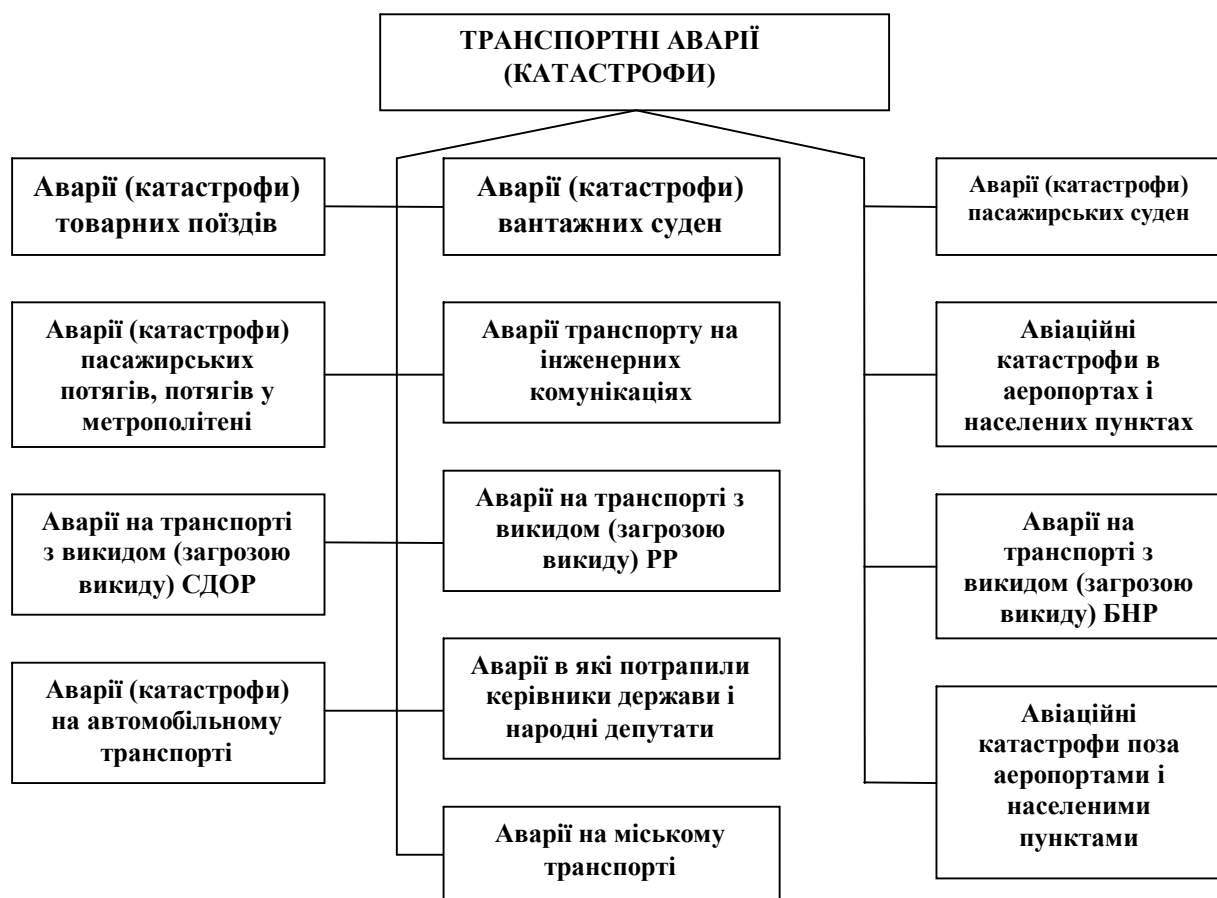 ТРАНСПОРТНІ АВАРІЇ
(КАТАСТРОФИ)
Аварії (катастрофи)
товарних поїздів
Аварії (катастрофи)
вантажних суден
Аварії (катастрофи)
пасажирських суден
Аварії (катастрофи)
пасажирських
потягів, потягів у
метрополітені
Аварії транспорту на
інженерних
комунікаціях
Авіаційні
катастрофи в
аеропортах і
населених пунктах
Аварії на транспорті
з викидом (загрозою
викиду) СДОР
Аварії на транспорті з
викидом (загрозою
викиду) РР
Аварії на
транспорті з
викидом (загрозою
викиду) БНР
Аварії (катастрофи)
на автомобільному
транспорті
Аварії в які потрапили
керівники держави і
народні депутати
Авіаційні
катастрофи поза
аеропортами і
населеними
пунктами
Аварії на міському
транспорті